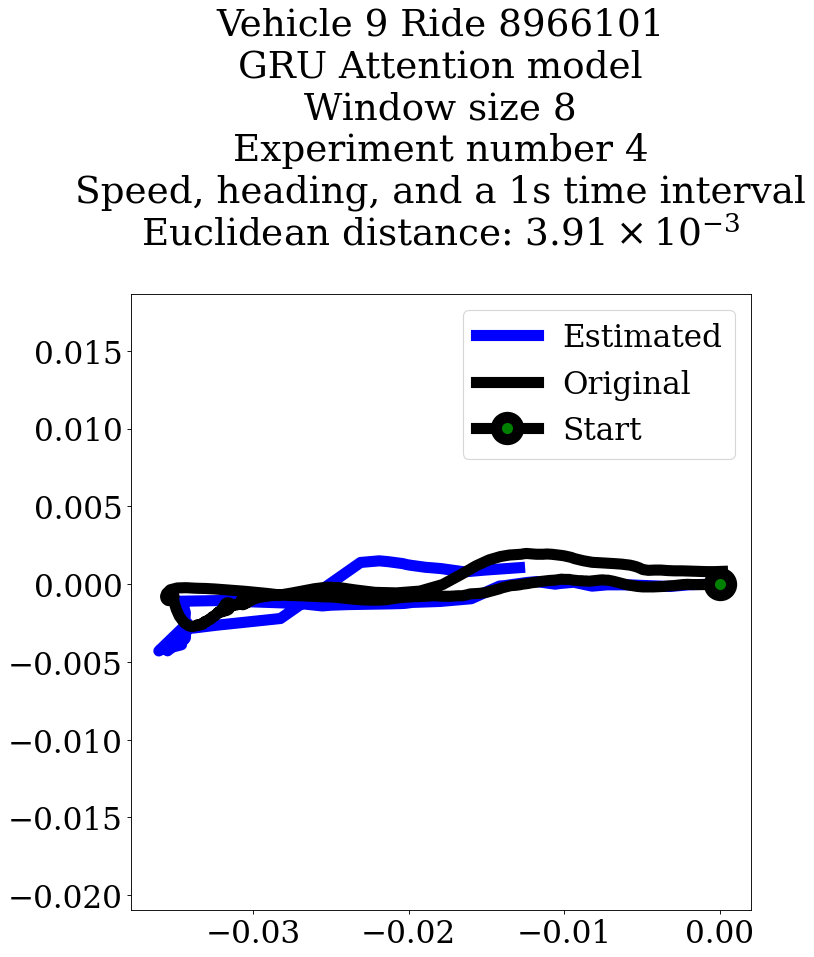 Vehicle 9 Ride 8966101
GRU Attention model
Window size 8
Experiment number 4
Speed, heading, and a 1s time interval
Euclidean distance: 3.91 × 10⁻³
Estimated
Original
Start
0.015
0.010
0.005
0.000
−0.005
−0.010
−0.015
−0.020
−0.03 −0.02 −0.01 0.00